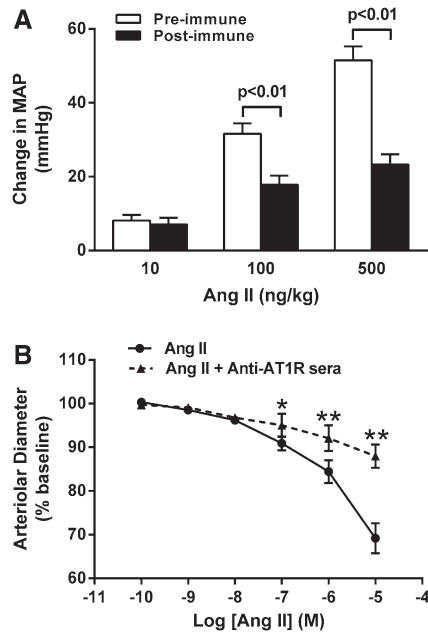 A
Pre-immune
Post-immune
Change in MAP
(mmHg)
60
40
20
0
p<0.01
p<0.01
10 100 500
Ang II (ng/kg)
B
Ang II
Ang II + Anti-AT1R sera
Arteriolar Diameter
(% baseline)
110
100
90
80
70
60
* ** **
-11 -10 -9 -8 -7 -6 -5 -4
Log [Ang II] (M)